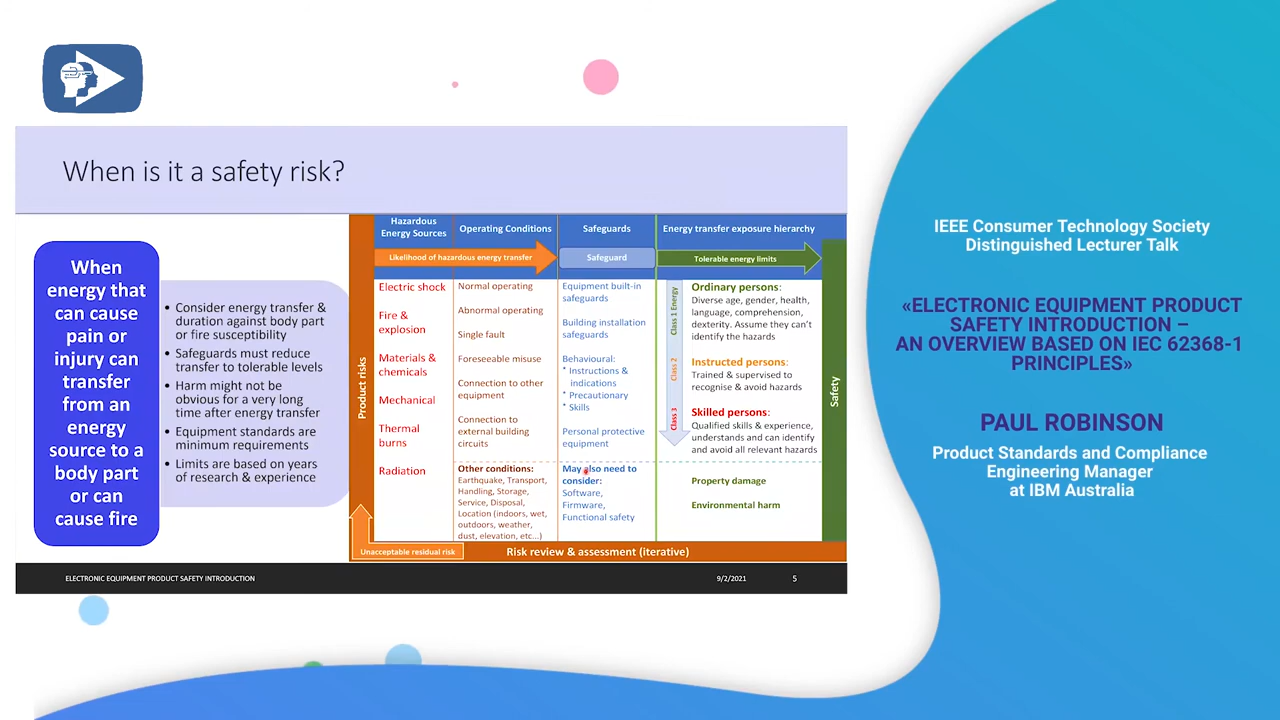 When is it a safety risk?
When
energy that
can cause
pain or
injury can
transfer
from an
energy
source to a
body part
or can
cause fire
• Consider energy transfer &
duration against body part
or fire susceptibility
• Safeguards must reduce
transfer to tolerable levels
• Harm might not be
obvious for a very long
time after energy transfer
• Equipment standards are
minimum requirements
• Limits are based on years
of research & experience
Product risks
Hazardous
Energy Sources
Operating Conditions
Safeguards
Energy transfer exposure hierarchy
Likelihood of hazardous energy transfer
Safeguard
Tolerable energy limits
Electric shock
Fire &
explosion
Materials &
chemicals
Mechanical
Thermal
burns
Radiation
Normal operating
Abnormal operating
Single fault
Foreseeable misuse
Connection to other
equipment
Connection to
external building
circuits
Other conditions:
Earthquake, Transport,
Handling, Storage,
Service, Disposal,
Location (indoors, wet,
outdoors, weather,
dust, elevation, etc...)
Equipment built-in
safeguards
Building installation
safeguards
Behavioural:
* Instructions &
indications
* Precautionary
* Skills
Personal protective
equipment
May also need to
consider:
Software,
Firmware,
Functional safety
Class 1 Energy
Class 2
Class 3
Ordinary persons:
Diverse age, gender, health,
language, comprehension,
dexterity. Assume they can't
identify the hazards
Instructed persons:
Trained & supervised to
recognise & avoid hazards
Skilled persons:
Qualified skills & experience,
understands and can identify
and avoid all relevant hazards
Property damage
Environmental harm
Safety
Unacceptable residual risk
Risk review & assessment (iterative)
ELECTRONIC EQUIPMENT PRODUCT SAFETY INTRODUCTION
9/2/2021
5
IEEE Consumer Technology Society
Distinguished Lecturer Talk
«ELECTRONIC EQUIPMENT PRODUCT
SAFETY INTRODUCTION –
AN OVERVIEW BASED ON IEC 62368-1
PRINCIPLES»
PAUL ROBINSON
Product Standards and Compliance
Engineering Manager
at IBM Australia